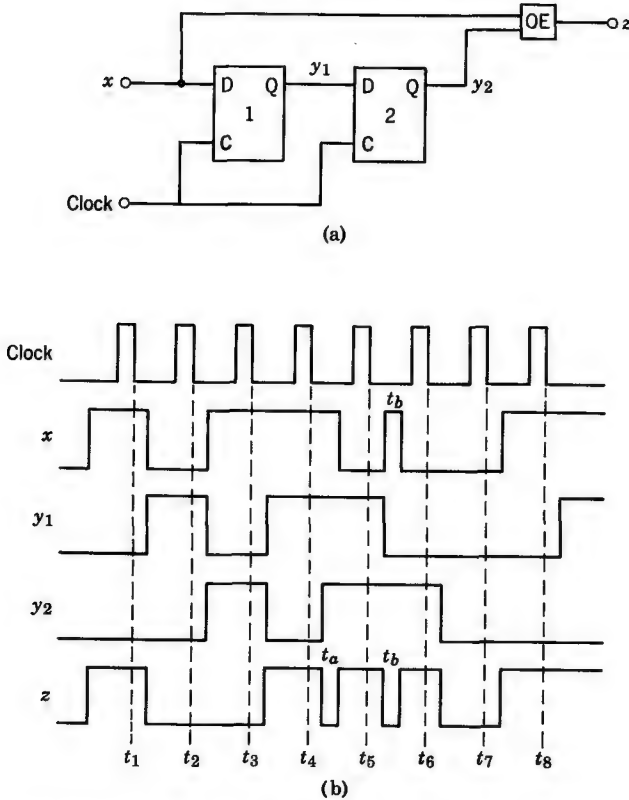 OE
z
x
D Q
1
C
y1
D Q
2
C
y2
Clock
(a)
Clock
tb
x
y1
y2
ta tb
z
t1 t2 t3 t4 t5 t6 t7 t8
(b)